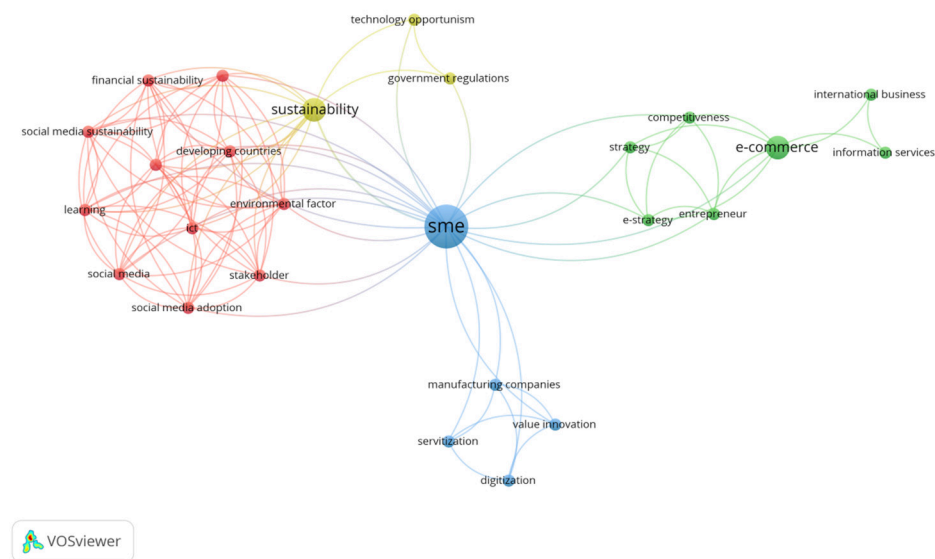 technology opportunism
financial sustainability
government regulations
sustainability
international business
competitiveness
social media sustainability
strategy
e-commerce
developing countries
information services
environmental factor
learning
e-strategy
entrepreneur
sme
ict
social media
stakeholder
social media adoption
manufacturing companies
value innovation
servitization
digitization
VOSviewer